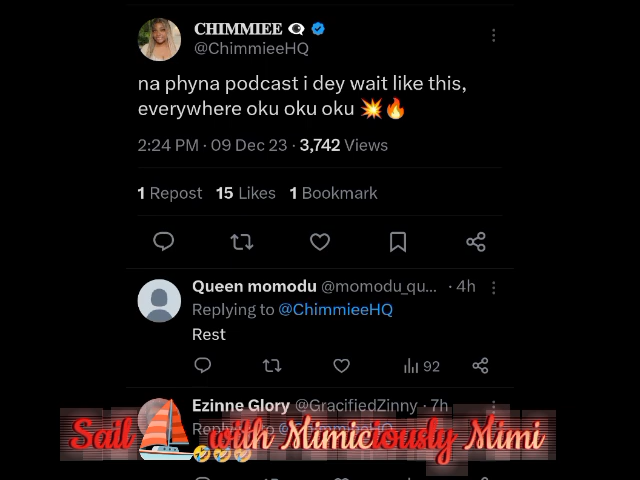 CHIMMIEE
@ChimmieeHQ
na phyna podcast i dey wait like this,
everywhere oku oku oku 💥🔥
2:24 PM · 09 Dec 23 · 3,742 Views
1 Repost 15 Likes 1 Bookmark
Queen momodu @momodu_qu... · 4h
Replying to @ChimmieeHQ
Rest
92
Ezinne Glory @GracifiedZinny · 7h
Sail ⛵ with Mimiciously Mimi
🤣🤣🤣